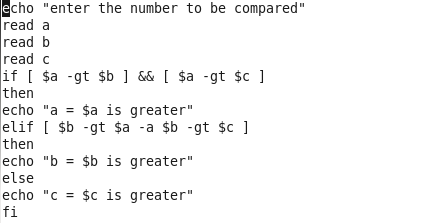 echo "enter the number to be compared"
read a
read b
read c
if [ $a -gt $b ] && [ $a -gt $c ]
then
echo "a = $a is greater"
elif [ $b -gt $a -a $b -gt $c ]
then
echo "b = $b is greater"
else
echo "c = $c is greater"
fi